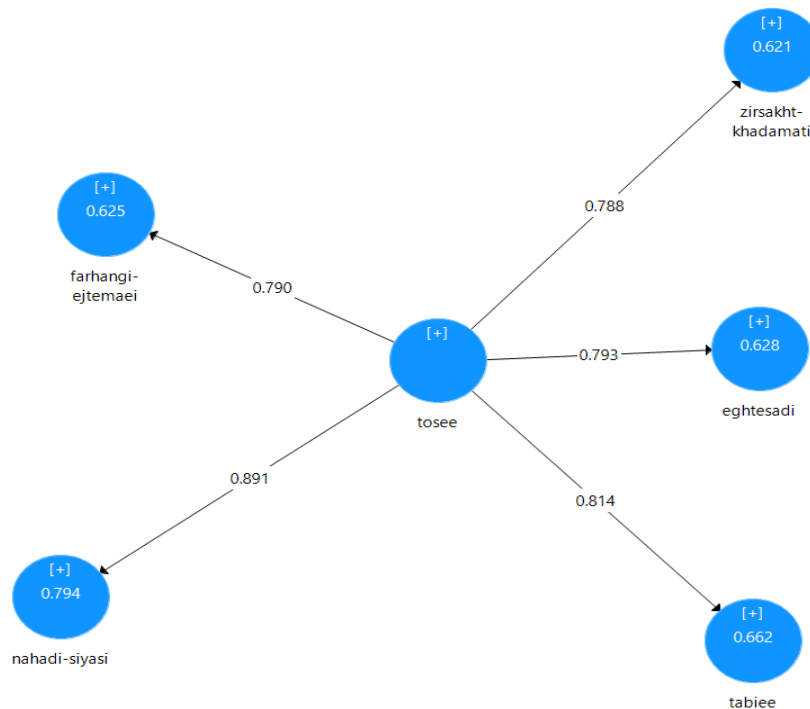 [+]
0.621
zirsakht-
khadamati
[+]
0.625
farhangi-
ejtemaei
0.788
0.790
[+]
tosee
0.793
[+]
0.628
eghtesadi
0.891
0.814
[+]
0.794
nahadi-siyasi
[+]
0.662
tabiee